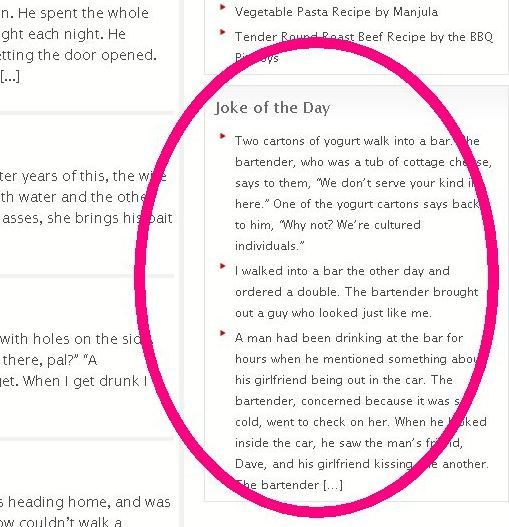 n. He spent the whole
ght each night. He
etting the door opened.
[...]
ter years of this, the wife
th water and the othe
asses, she brings his bait
with holes on the side
there, pal?" "A
get. When I get drunk I
s heading home, and was
ow couldn't walk a
Vegetable Pasta Recipe by Manjula
Tender Round Roast Beef Recipe by the BBQ
Pit Boys
Joke of the Day
Two cartons of yogurt walk into a bar. The
bartender, who was a tub of cottage cheese,
says to them, "We don't serve your kind in
here." One of the yogurt cartons says back
to him, "Why not? We're cultured
individuals."
I walked into a bar the other day and
ordered a double. The bartender brought
out a guy who looked just like me.
A man had been drinking at the bar for
hours when he mentioned something about
his girlfriend being out in the car. The
bartender, concerned because it was so
cold, went to check on her. When he looked
inside the car, he saw the man's friend,
Dave, and his girlfriend kissing one another.
The bartender [...]